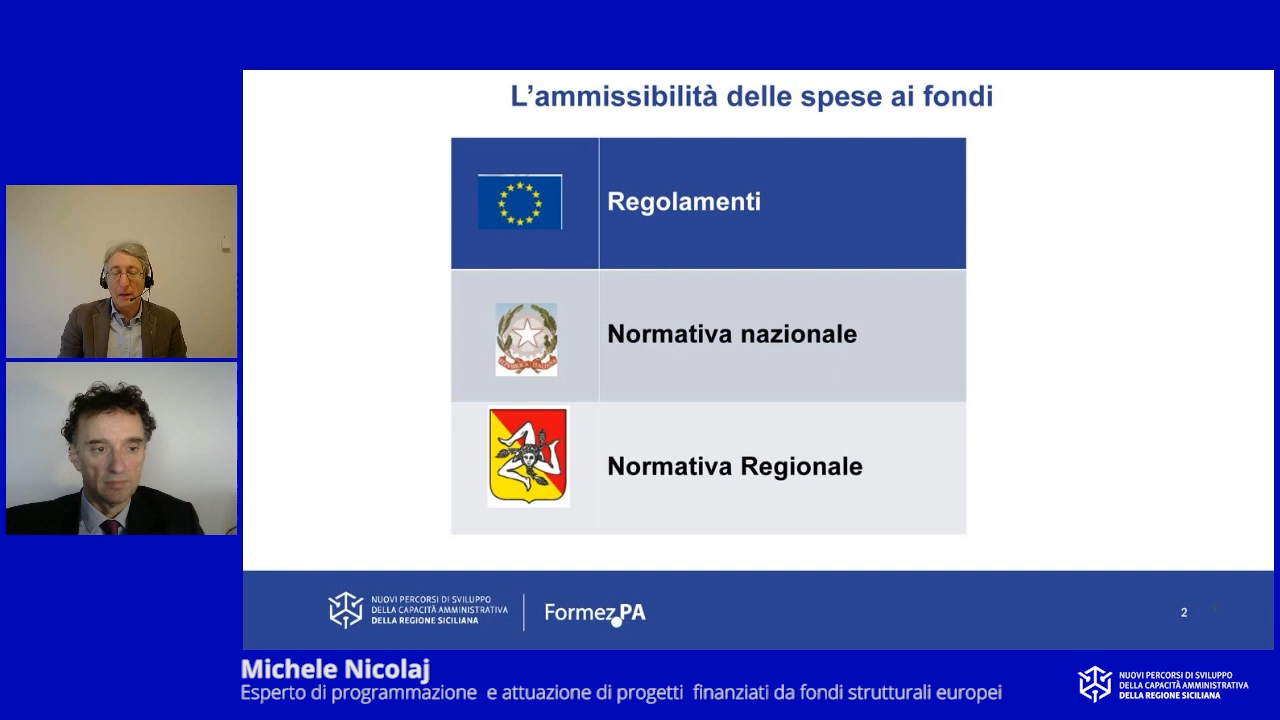 L’ammissibilità delle spese ai fondi
Regolamenti
Normativa nazionale
Normativa Regionale
NUOVI PERCORSI DI SVILUPPO
DELLA CAPACITÀ AMMINISTRATIVA
DELLA REGIONE SICILIANA
Formez.PA
2
Michele Nicolaj
Esperto di programmazione e attuazione di progetti finanziati da fondi strutturali europei
NUOVI PERCORSI DI SVILUPPO
DELLA CAPACITÀ AMMINISTRATIVA
DELLA REGIONE SICILIANA